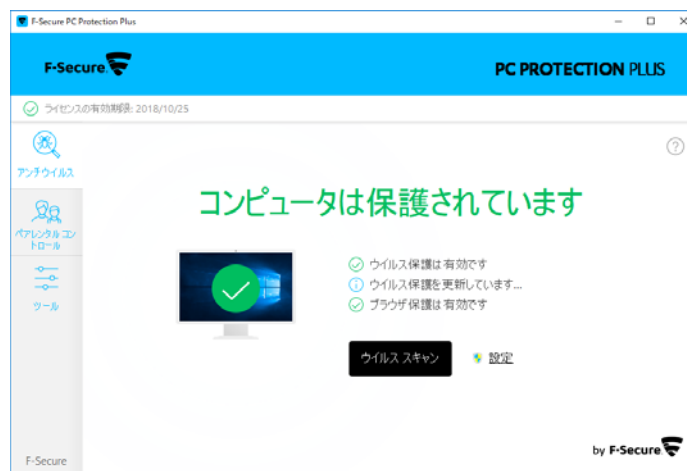 F-Secure PC Protection Plus
F-Secure.
PC PROTECTION PLUS
ライセンスの有効期限: 2018/10/25
アンチウイルス
ペアレンタル コン
トロール
ツール
コンピュータは保護されています
ウイルス保護は有効です
ウイルス保護を更新しています...
ブラウザ保護は有効です
ウイルス スキャン
設定
F-Secure
by F-Secure.